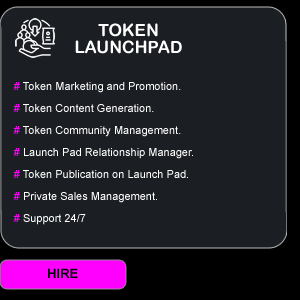 TOKEN
LAUNCHPAD
# Token Marketing and Promotion.
# Token Content Generation.
# Token Community Management.
# Launch Pad Relationship Manager.
# Token Publication on Launch Pad.
# Private Sales Management.
# Support 24/7
HIRE